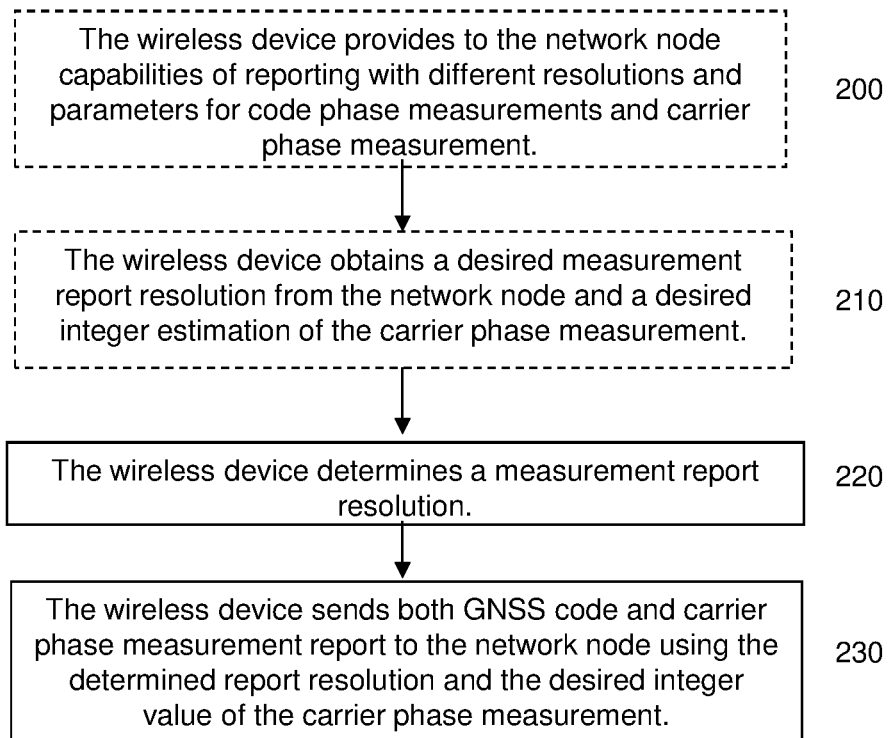 The wireless device provides to the network node
capabilities of reporting with different resolutions and
parameters for code phase measurements and carrier
phase measurement.
200
The wireless device obtains a desired measurement
report resolution from the network node and a desired
integer estimation of the carrier phase measurement.
210
The wireless device determines a measurement report
resolution.
220
The wireless device sends both GNSS code and carrier
phase measurement report to the network node using the
determined report resolution and the desired integer
value of the carrier phase measurement.
230